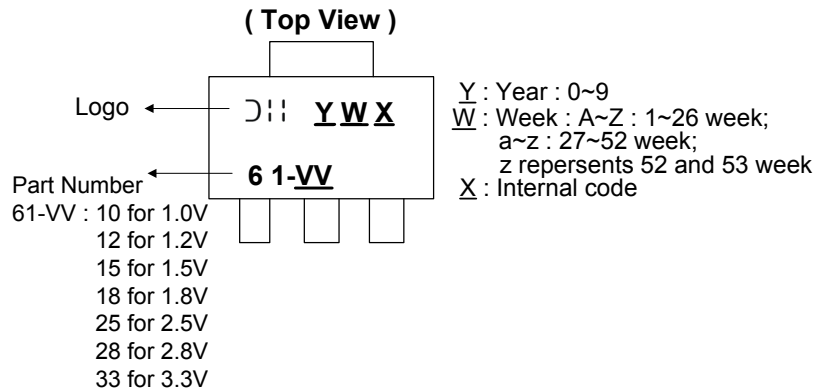 ( Top View )
Logo
Y W X
6 1-VV
Y : Year : 0~9
W : Week : A~Z : 1~26 week;
a~z : 27~52 week;
z repersents 52 and 53 week
X : Internal code
Part Number
61-VV : 10 for 1.0V
12 for 1.2V
15 for 1.5V
18 for 1.8V
25 for 2.5V
28 for 2.8V
33 for 3.3V